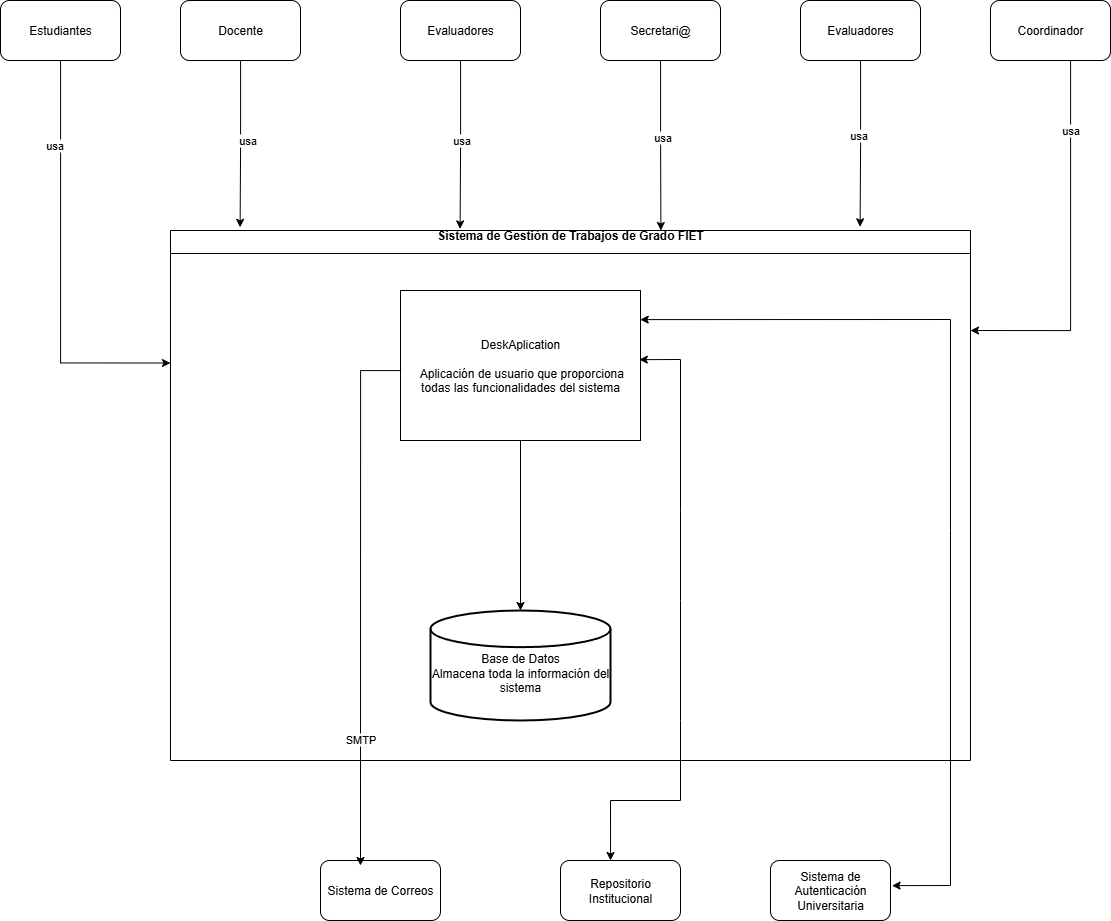 Estudiantes
Docente
Evaluadores
Secretari@
Evaluadores
Coordinador
usa
usa
usa
usa
usa
usa
Sistema de Gestión de Trabajos de Grado FIET
DeskAplication
Aplicación de usuario que proporciona
todas las funcionalidades del sistema
Base de Datos
Almacena toda la información del
sistema
SMTP
Sistema de Correos
Repositorio
Institucional
Sistema de
Autenticación
Universitaria